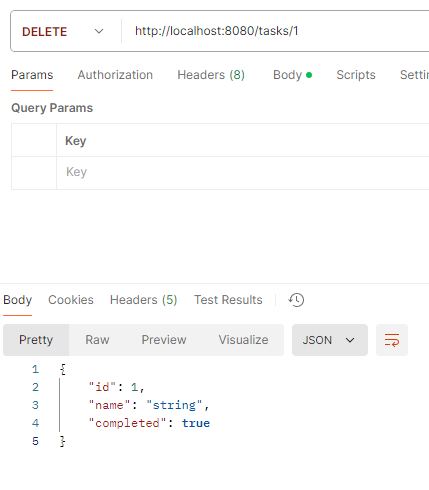 DELETE http://localhost:8080/tasks/1
Params Authorization Headers (8) Body Scripts Settin
Query Params
Key
Key
Body Cookies Headers (5) Test Results
Pretty Raw Preview Visualize JSON
1 {
2 "id": 1,
3 "name": "string",
4 "completed": true
5 }